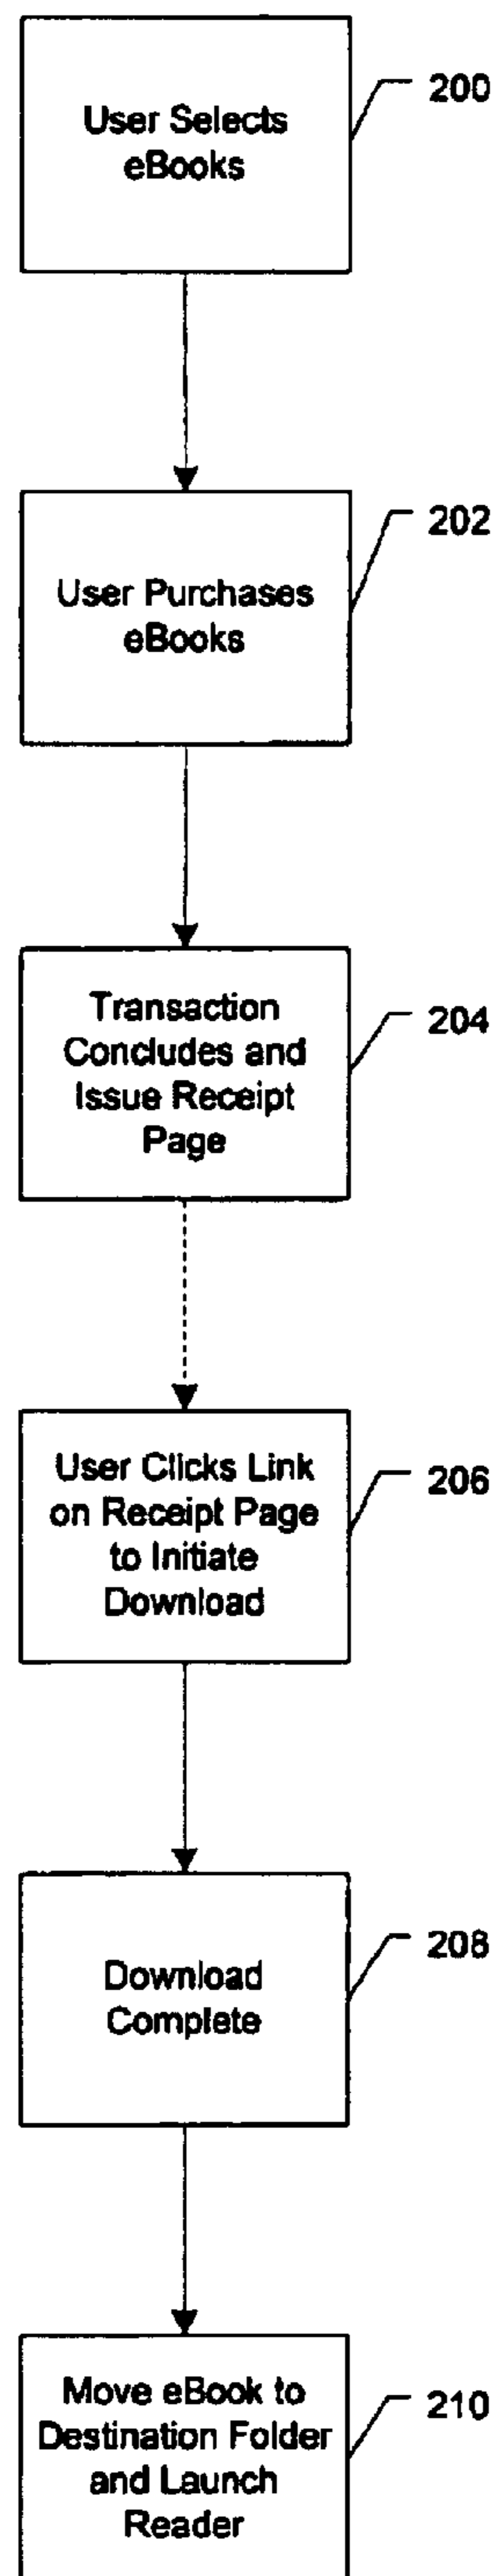 User Selects
eBooks
200
User Purchases
eBooks
202
Transaction
Concludes and
Issue Receipt
Page
204
User Clicks Link
on Receipt Page
to Initiate
Download
206
Download
Complete
208
Move eBook to
Destination Folder
and Launch
Reader
210